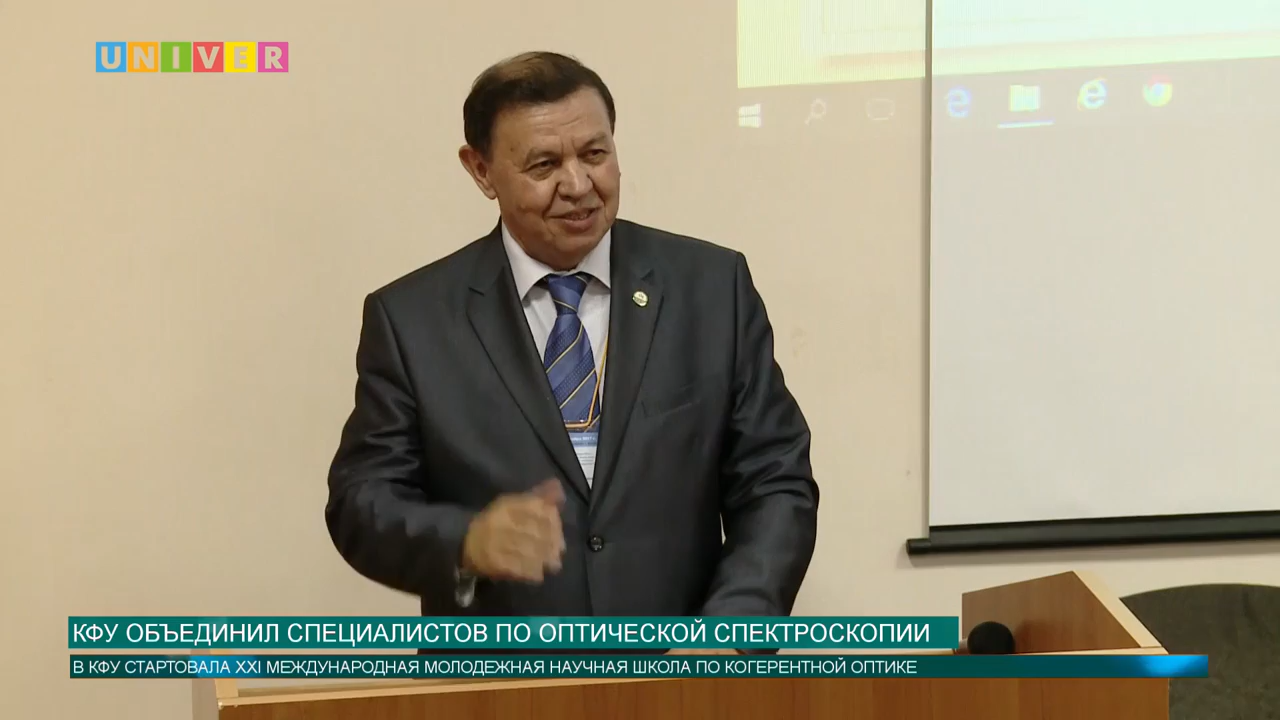 UNIVER
КФУ ОБЪЕДИНИЛ СПЕЦИАЛИСТОВ ПО ОПТИЧЕСКОЙ СПЕКТРОСКОПИИ
В КФУ СТАРТОВАЛА XXI МЕЖДУНАРОДНАЯ МОЛОДЕЖНАЯ НАУЧНАЯ ШКОЛА ПО КОГЕРЕНТНОЙ ОПТИКЕ